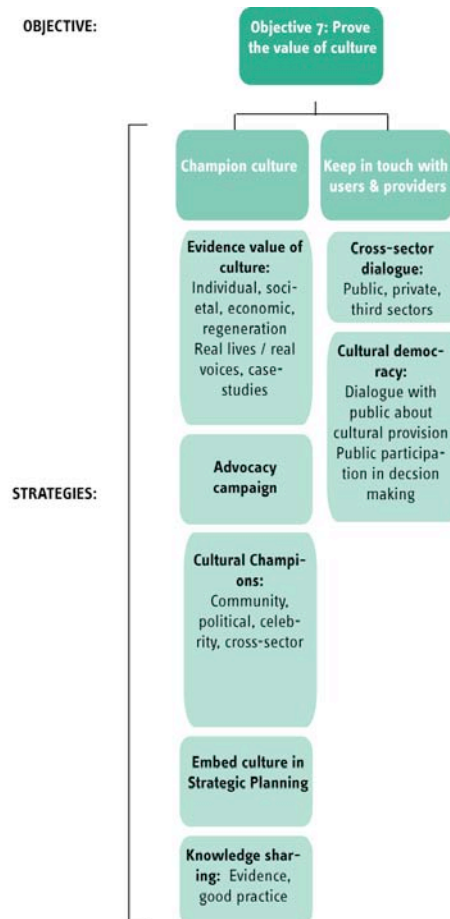 OBJECTIVE:
Objective 7: Prove
the value of culture
STRATEGIES:
Champion culture
Evidence value of
culture:
Individual, soci-
etal, economic,
regeneration
Real lives / real
voices, case-
studies
Advocacy
campaign
Cultural Champi-
ons:
Community,
political, celeb-
rity, cross-sector
Embed culture in
Strategic Planning
Knowledge shar-
ing: Evidence,
good practice
Keep in touch with
users & providers
Cross-sector
dialogue:
Public, private,
third sectors
Cultural democ-
racy:
Dialogue with
public about
cultural provision
Public participa-
tion in decsion
making